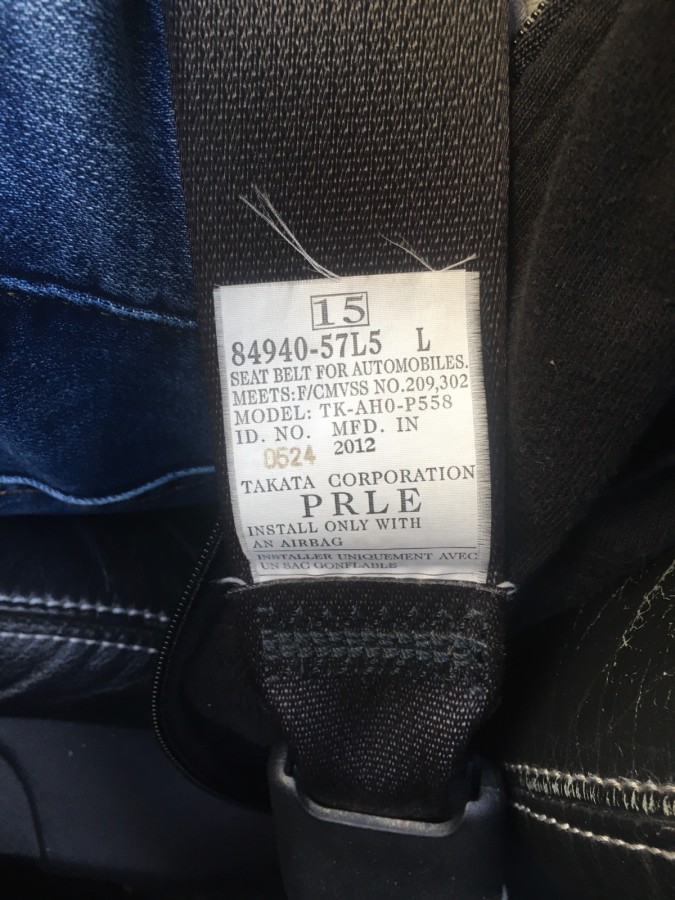 15
84940-57L5 L
SEAT BELT FOR AUTOMOBILES.
MEETS:F/CMVSS NO.209,302
MODEL: TK-AH0-P558
ID. NO. MFD. IN
0524 2012
TAKATA CORPORATION
PRLE
INSTALL ONLY WITH
AN AIRBAG
INSTALLER UNIQUEMENT AVEC
UN SAC GONFLABLE